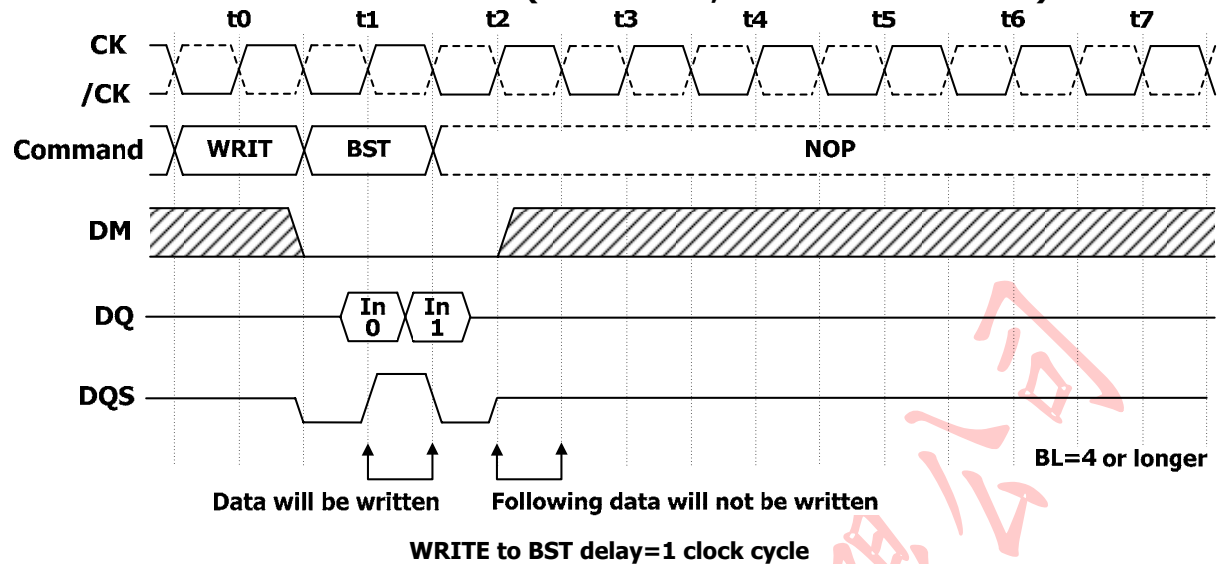 t0 t1 t2 t3 t4 t5 t6 t7
CK
/CK
Command WRIT BST NOP
DM
DQ In 0 In 1
DQS
BL=4 or longer
Data will be written Following data will not be written
WRITE to BST delay=1 clock cycle
公司